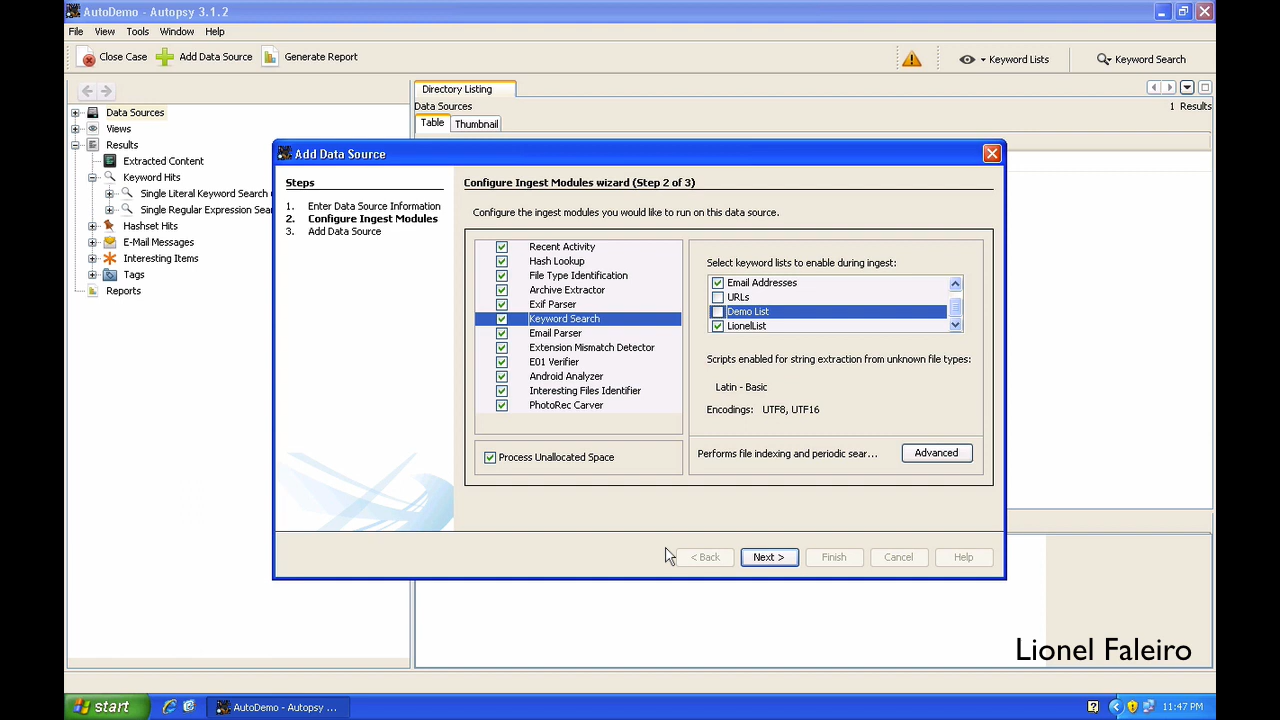 AutoDemo - Autopsy 3.1.2
File View Tools Window Help
Close Case Add Data Source Generate Report Keyword Lists Keyword Search
Directory Listing
Data Sources 1 Results
Table Thumbnail
Data Sources
Views
Results
Extracted Content
Keyword Hits
Single Literal Keyword Search
Single Regular Expression Sear
Hashset Hits
E-Mail Messages
Interesting Items
Tags
Reports
Add Data Source
Steps
1. Enter Data Source Information
2. Configure Ingest Modules
3. Add Data Source
Configure Ingest Modules wizard (Step 2 of 3)
Configure the ingest modules you would like to run on this data source.
Recent Activity
Hash Lookup
File Type Identification
Archive Extractor
Exif Parser
Keyword Search
Email Parser
Extension Mismatch Detector
E01 Verifier
Android Analyzer
Interesting Files Identifier
PhotoRec Carver
Process Unallocated Space
Select keyword lists to enable during ingest:
Email Addresses
URLs
Demo List
LionelList
Scripts enabled for string extraction from unknown file types:
Latin - Basic
Encodings: UTF8, UTF16
Performs file indexing and periodic sear... Advanced
< Back Next > Finish Cancel Help
Lionel Faleiro
start AutoDemo - Autopsy ... 11:47 PM